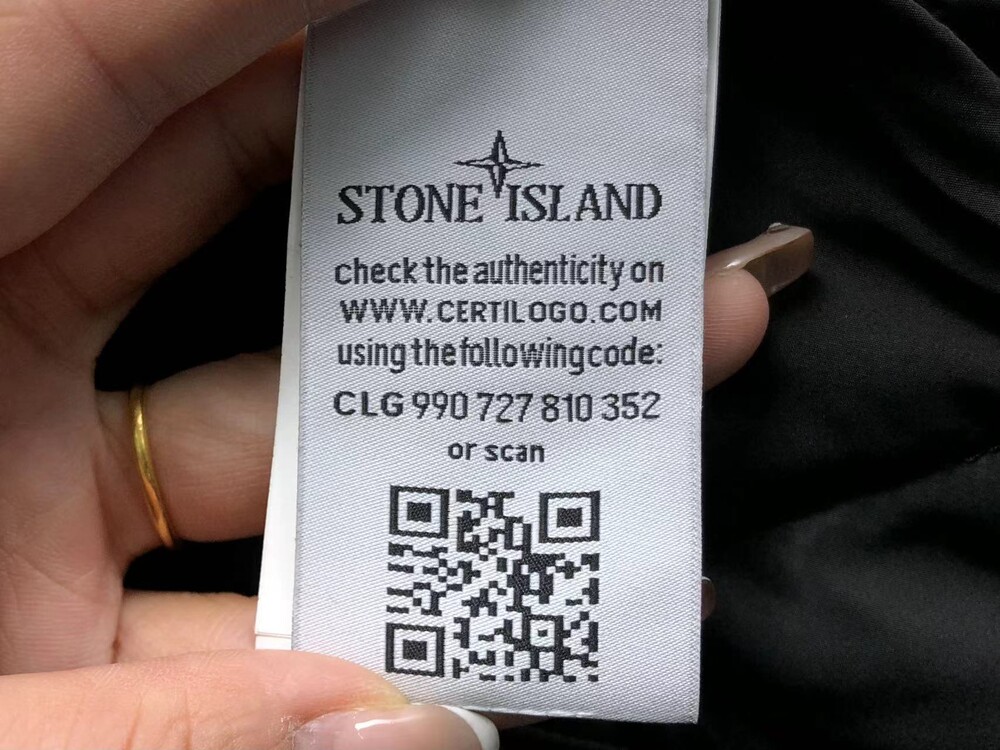 STONE ISLAND
check the authenticity on
WWW.CERTILOGO.COM
using the following code:
CLG 990 727 810 352
or scan